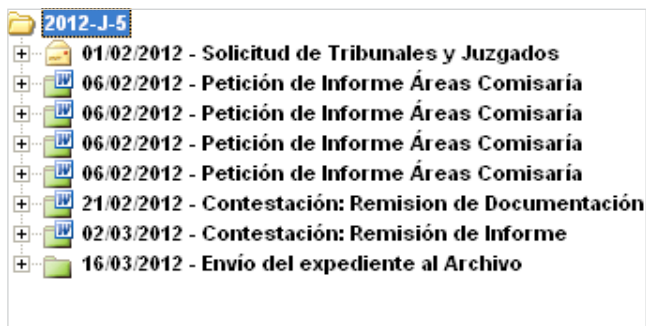 2012-J-5
01/02/2012 - Solicitud de Tribunales y Juzgados
06/02/2012 - Petición de Informe Áreas Comisaría
06/02/2012 - Petición de Informe Áreas Comisaría
06/02/2012 - Petición de Informe Áreas Comisaría
06/02/2012 - Petición de Informe Áreas Comisaría
21/02/2012 - Contestación: Remision de Documentación
02/03/2012 - Contestación: Remisión de Informe
16/03/2012 - Envío del expediente al Archivo